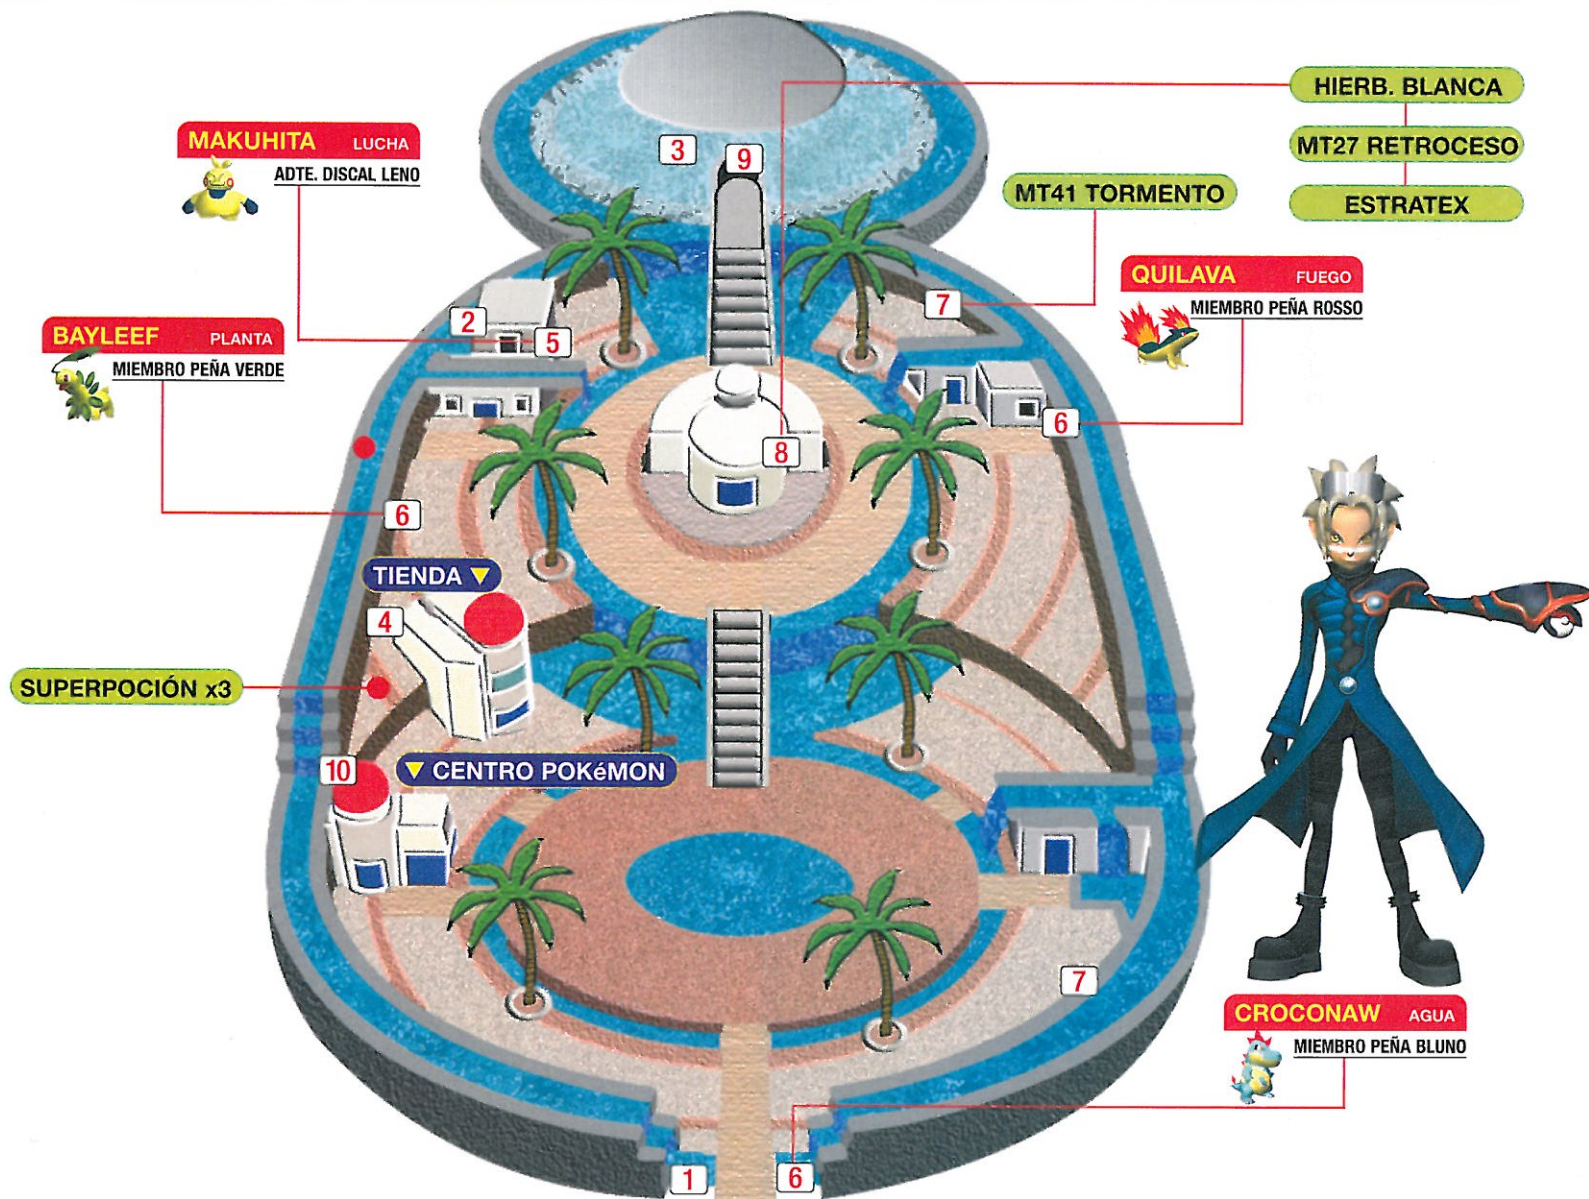 HIERB. BLANCA
MT27 RETROCESO
ESTRATEX
MAKUHITA LUCHA
ADTE. DISCAL LENO
3
9
MT41 TORMENTO
QUILAVA FUEGO
MIEMBRO PEÑA ROSSO
BAYLEEF PLANTA
MIEMBRO PEÑA VERDE
2
5
7
6
8
6
TIENDA ▼
4
SUPERPOCIÓN x3
10
▼ CENTRO POKéMON
7
CROCONAW AGUA
MIEMBRO PEÑA BLUNO
1
6